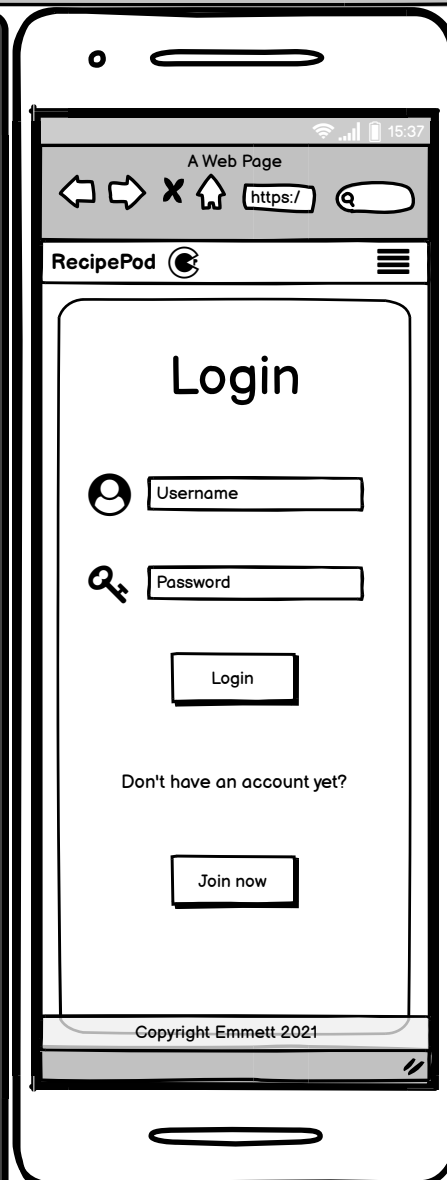 15:37
A Web Page
https:/
RecipePod
Login
Username
Password
Login
Don't have an account yet?
Join now
Copyright Emmett 2021